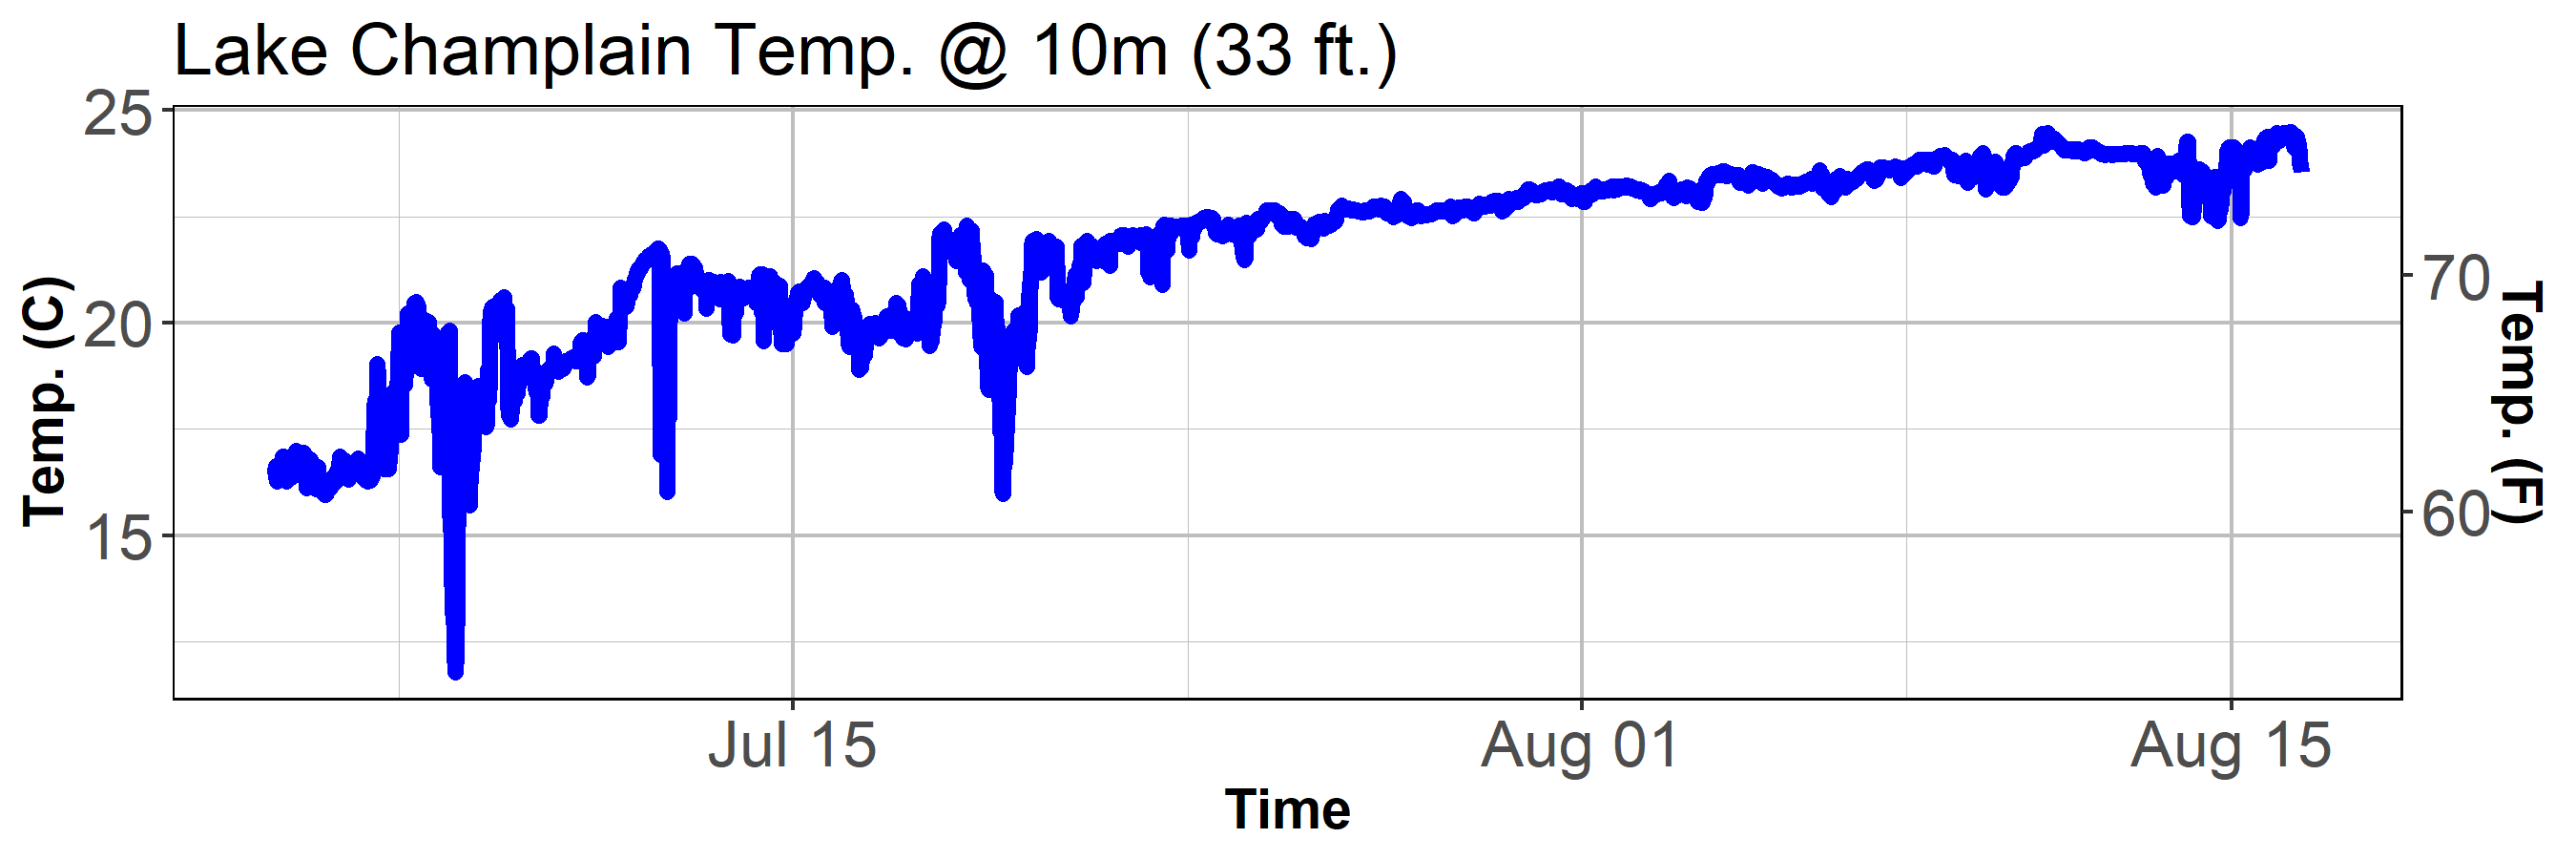 Lake Champlain Temp. @ 10m (33 ft.)
25
20
15
Temp. (C)
70
60
Temp. (F)
Jul 15
Aug 01
Aug 15
Time